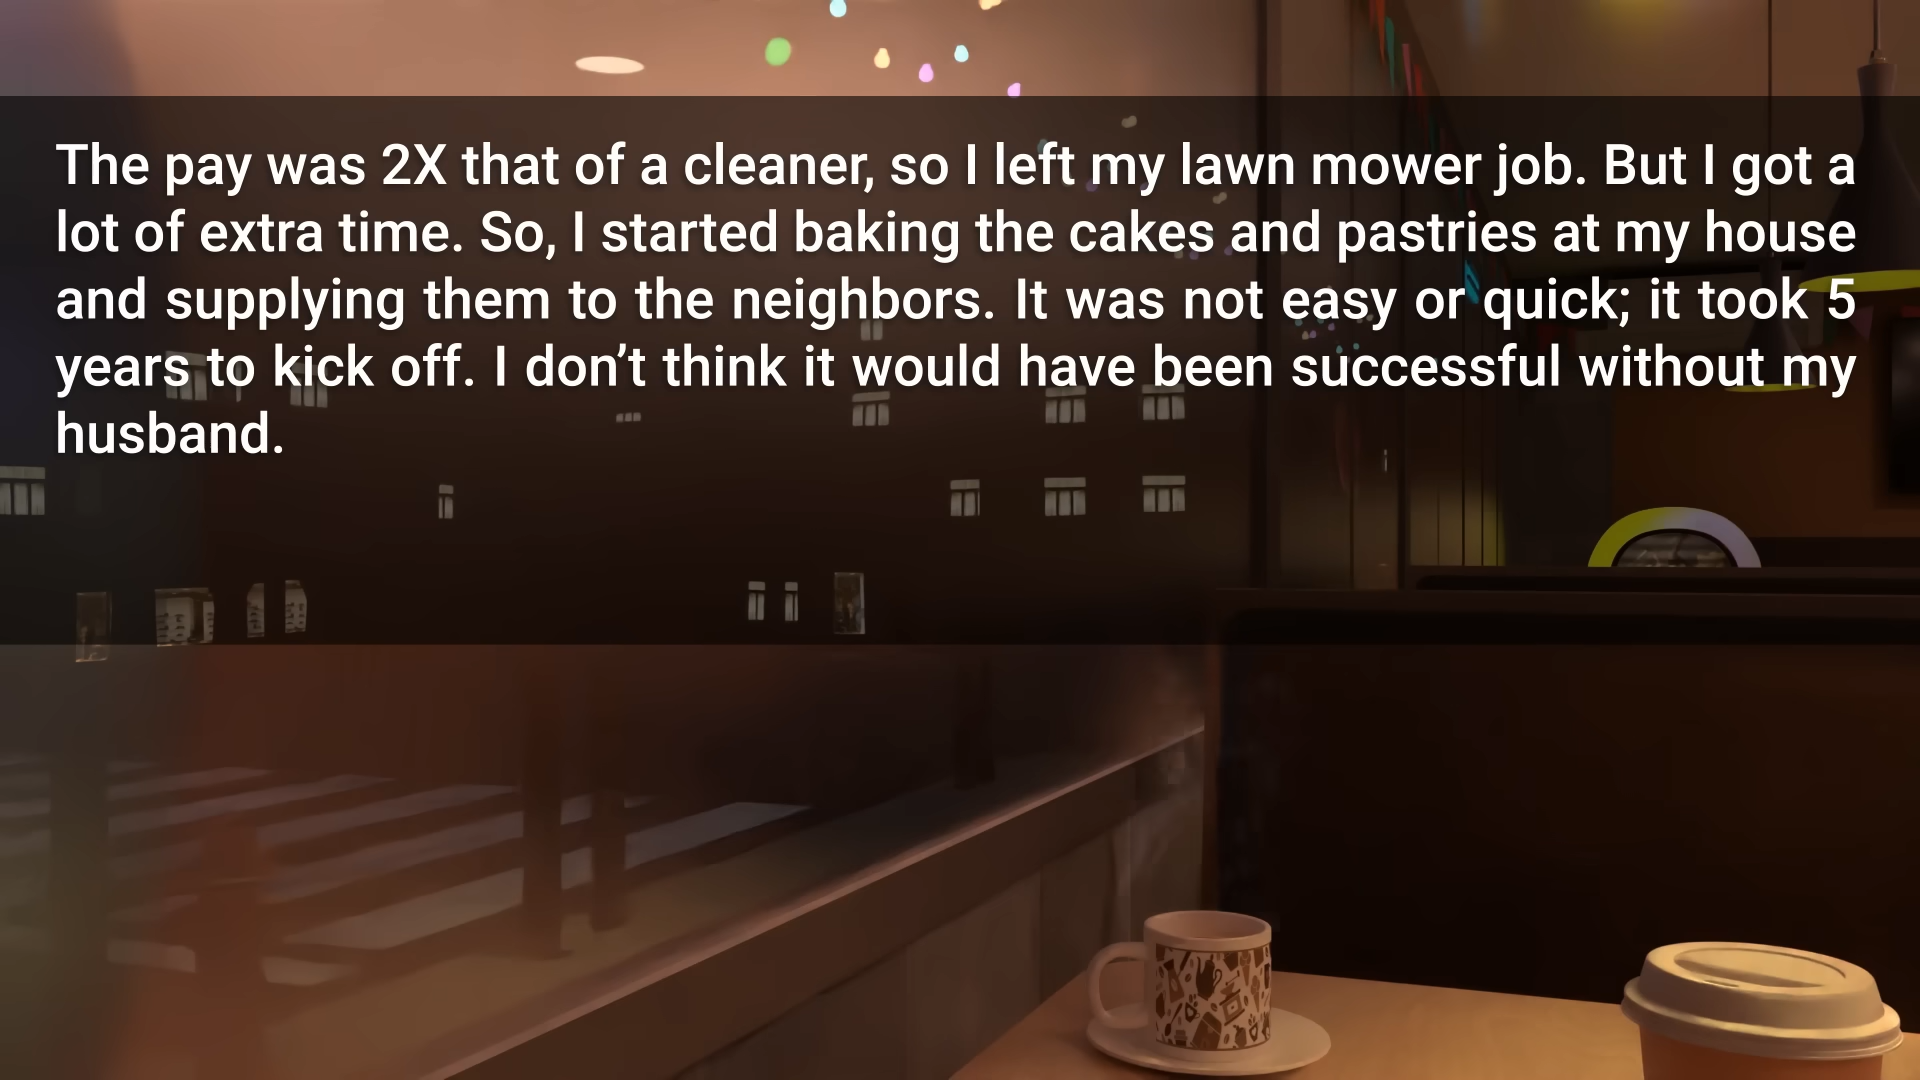 The pay was 2X that of a cleaner, so I left my lawn mower job. But I got a
lot of extra time. So, I started baking the cakes and pastries at my house
and supplying them to the neighbors. It was not easy or quick; it took 5
years to kick off. I don’t think it would have been successful without my
husband.